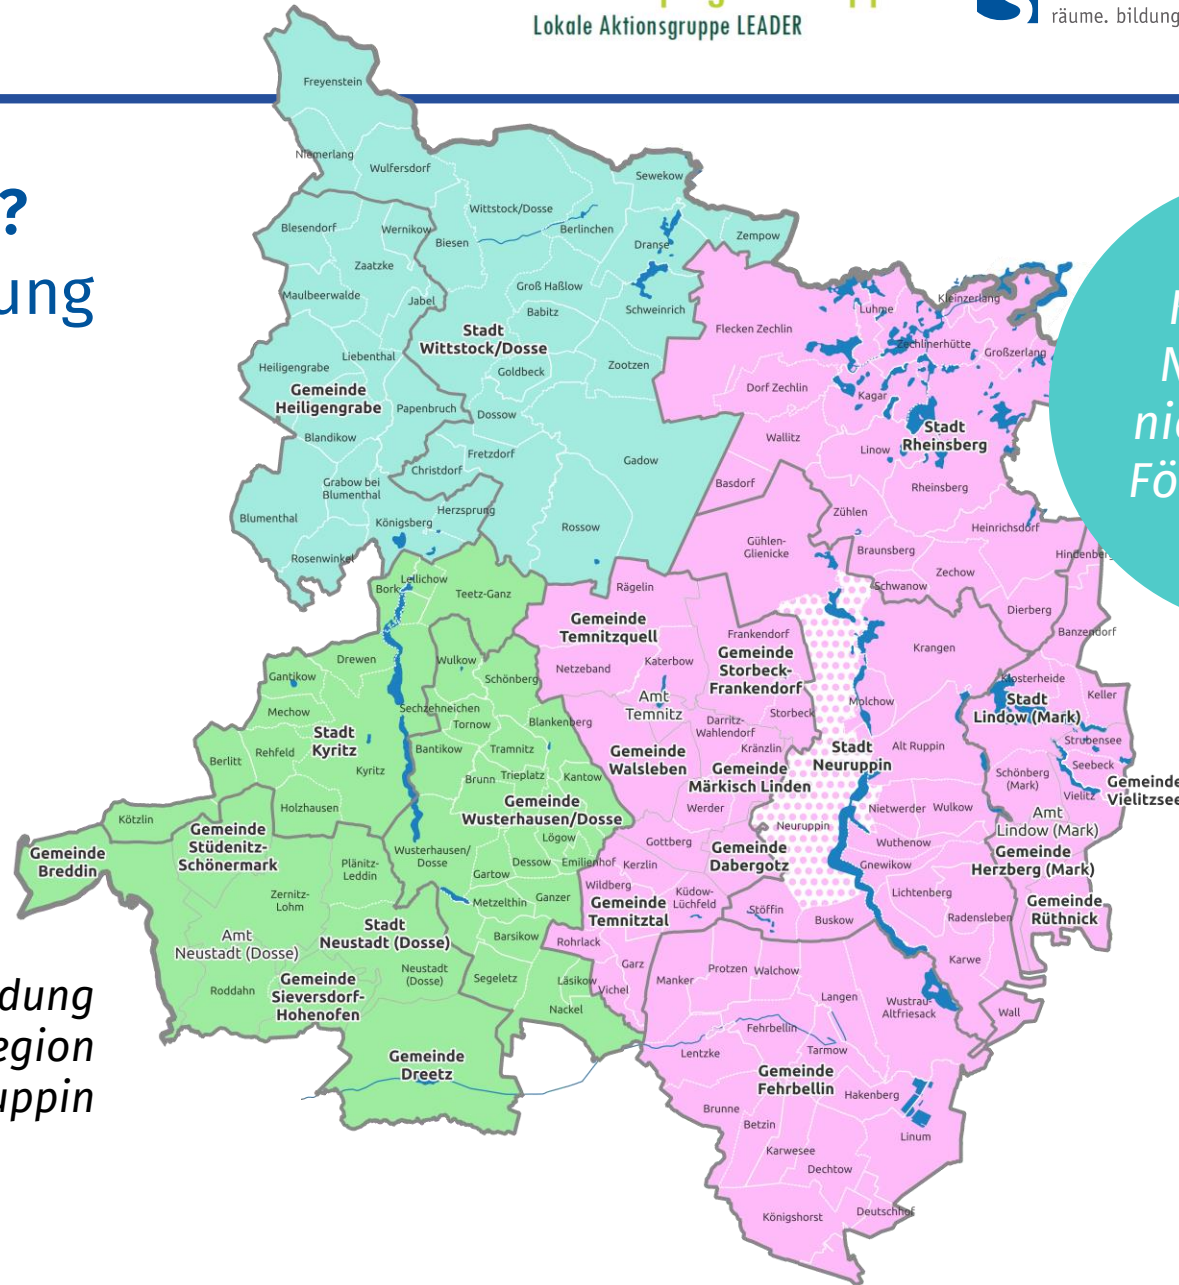 Lokale Aktionsgruppe LEADER
räume. bildung
?
ung
Freyenstein
Niemerlang
Wulfersdorf
Sewekow
Wittstock/Dosse
Blesendorf
Wernikow
Berlinchen
Zempow
Biesen
Dranse
Zaatzke
Groß Haßlow
Maulbeerwalde
Jabel
Babitz
Schweinrich
Stadt
Wittstock/Dosse
Liebenthal
Heiligengrabe
Goldbeck
Zootzen
Gemeinde
Heiligengrabe
Papenbruch
Dossow
Blandikow
Fretzdorf
Gadow
Christdorf
Grabow bei
Blumenthal
Herzsprung
Blumenthal
Königsberg
Rossow
Rosenwinkel
Flecken Zechlin
Luhme
Kleinzerlang
Zechlinerhütte
Großzerlang
Dorf Zechlin
Kagar
Stadt
Rheinsberg
Wallitz
Linow
Basdorf
Rheinsberg
Zühlen
Heinrichsdorf
Gühlen-
Glienicke
Braunsberg
Hindenberg
Zechow
Schwanow
Dierberg
Banzendorf
Lellichow
Bork
Teetz-Ganz
Rägelin
Gemeinde
Temnitzquell
Frankendorf
Gemeinde
Storbeck-
Frankendorf
Krangen
Drewen
Wulkow
Gantikow
Schönberg
Netzeband
Katerbow
Klosterheide
Keller
Stadt
Lindow (Mark)
Amt
Temnitz
Molchow
Mechow
Sechzehneichen
Tornow
Blankenberg
Darritz-
Wahlendorf
Storbeck
Strubensee
Stadt
Kyritz
Rehfeld
Bantikow
Tramnitz
Kränzlin
Stadt
Neuruppin
Alt Ruppin
Berlitt
Kyritz
Brunn
Trieplatz
Kantow
Gemeinde
Walsleben
Gemeinde
Märkisch Linden
Schönberg
(Mark)
Seebeck
Vielitz
Gemeinde
Vielitzsee
Holzhausen
Gemeinde
Wusterhausen/Dosse
Werder
Nietwerder
Wulkow
Amt
Lindow (Mark)
Kötzlin
Gemeinde
Stüdenitz-
Schönermark
Lögow
Gottberg
Neuruppin
Wuthenow
Gemeinde
Breddin
Plänitz-
Leddin
Wusterhausen/
Dosse
Dessow
Emilienhof
Kerzlin
Gemeinde
Dabergotz
Gnewikow
Gemeinde
Herzberg (Mark)
Gartow
Wildberg
Küdow-
Lüchfeld
Lichtenberg
Zernitz-
Lohm
Metzelthin
Ganzer
Gemeinde
Temnitztal
Stöffin
Buskow
Radensleben
Gemeinde
Rüthnick
Amt
Neustadt (Dosse)
Stadt
Neustadt (Dosse)
Barsikow
Rohrlack
Karwe
Roddahn
Gemeinde
Sieversdorf-
Hohenofen
Neustadt
(Dosse)
Segeletz
Läsikow
Garz
Vichel
Manker
Protzen
Walchow
Langen
Wustrau-
Altfriesack
Wall
Nackel
Fehrbellin
Gemeinde
Dreetz
Lentzke
Tarmow
Gemeinde
Fehrbellin
Hakenberg
Brunne
Betzin
Linum
Karwesee
Dechtow
Königshorst
Deutschhof
dung
egion
uppin
nie
Fö